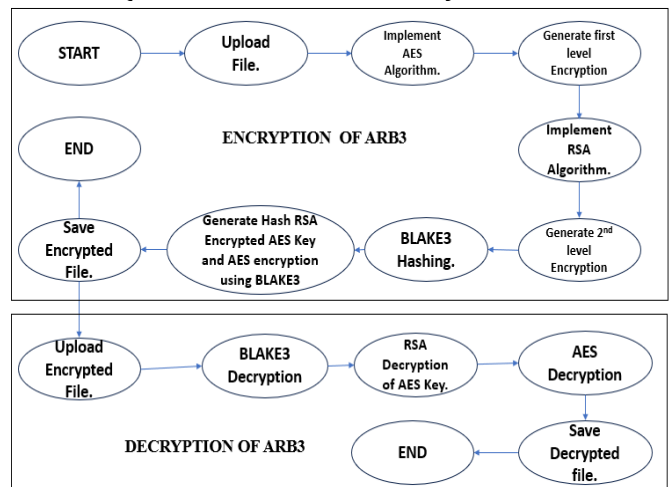 START
Upload
File.
Implement
AES
Algorithm.
Generate first
level
Encryption
Implement
RSA
Algorithm.
ENCRYPTION OF ARB3
END
Generate 2nd
level
Encryption
BLAKE3
Hashing.
Generate Hash RSA
Encrypted AES Key
and AES encryption
using BLAKE3
Save
Encrypted
File.
Upload
Encrypted
File.
BLAKE3
Decryption
RSA
Decryption
of AES Key.
AES
Decryption
Save
Decrypted
file.
END
DECRYPTION OF ARB3